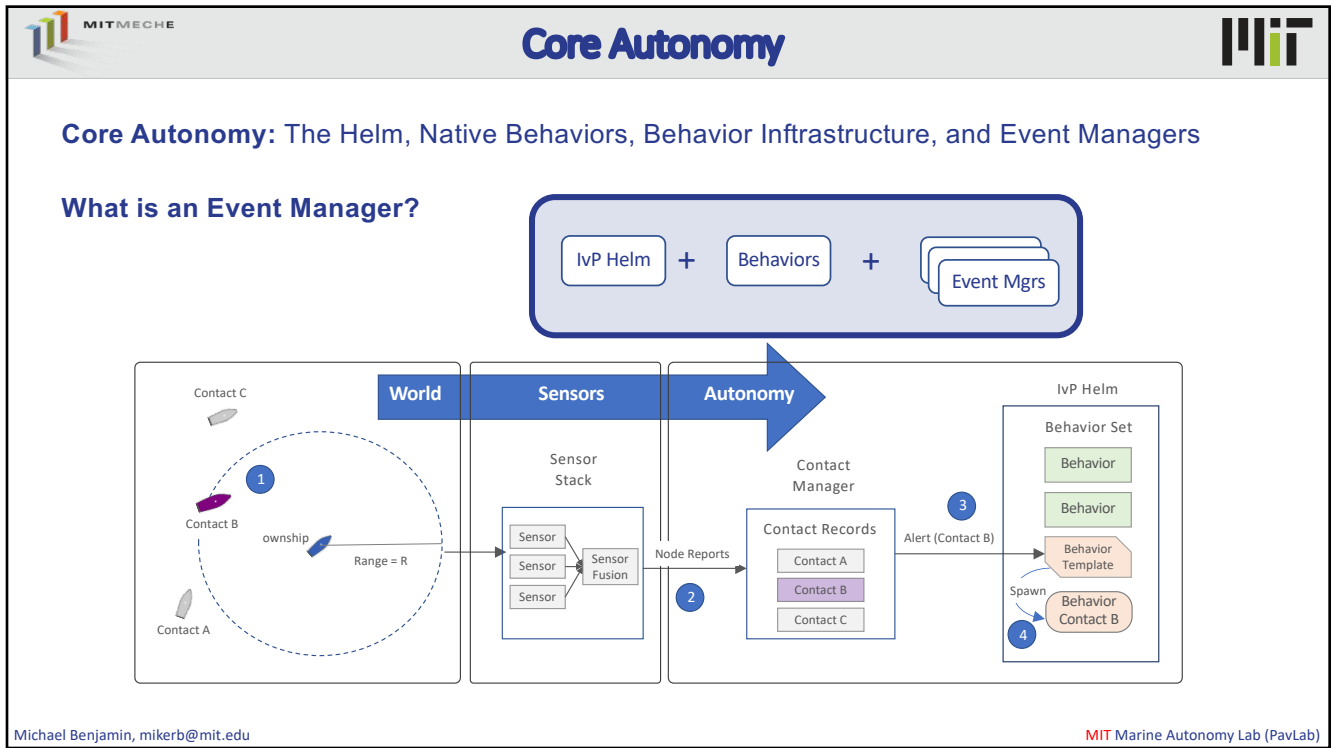 MITMECHE
Core Autonomy
MIT
Core Autonomy: The Helm, Native Behaviors, Behavior Inftrastructure, and Event Managers
What is an Event Manager?
IvP Helm + Behaviors + Event Mgrs
World
Sensors
Autonomy
Contact C
1
Contact B
ownship
Range = R
Contact A
Sensor
Stack
Sensor
Sensor
Sensor
Sensor
Fusion
Node Reports
2
Contact
Manager
Contact Records
Contact A
Contact B
Contact C
3
Alert (Contact B)
IvP Helm
Behavior Set
Behavior
Behavior
Behavior
Template
Spawn
Behavior
Contact B
4
Michael Benjamin, mikerb@mit.edu
MIT Marine Autonomy Lab (PavLab)